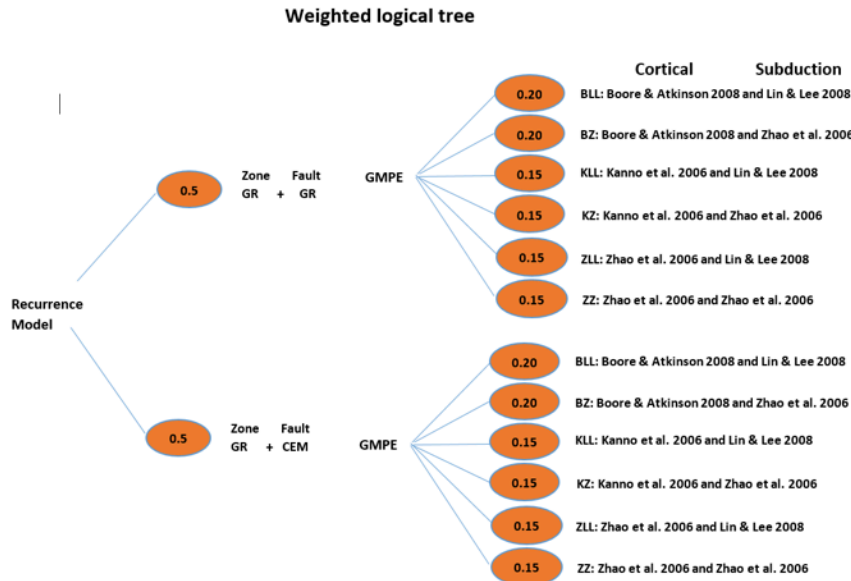 Weighted logical tree
Cortical Subduction
0.20 BLL: Boore & Atkinson 2008 and Lin & Lee 2008
0.20 BZ: Boore & Atkinson 2008 and Zhao et al. 2006
0.5 Zone Fault GMPE 0.15 KLL: Kanno et al. 2006 and Lin & Lee 2008
GR + GR
0.15 KZ: Kanno et al. 2006 and Zhao et al. 2006
0.15 ZLL: Zhao et al. 2006 and Lin & Lee 2008
0.15 ZZ: Zhao et al. 2006 and Zhao et al. 2006
Recurrence
Model
0.20 BLL: Boore & Atkinson 2008 and Lin & Lee 2008
0.20 BZ: Boore & Atkinson 2008 and Zhao et al. 2006
0.5 Zone Fault GMPE 0.15 KLL: Kanno et al. 2006 and Lin & Lee 2008
GR + CEM
0.15 KZ: Kanno et al. 2006 and Zhao et al. 2006
0.15 ZLL: Zhao et al. 2006 and Lin & Lee 2008
0.15 ZZ: Zhao et al. 2006 and Zhao et al. 2006